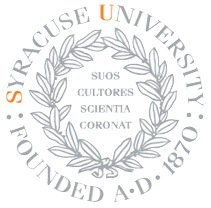 SYRACUSE UNIVERSITY
SUOS
CULTORES
SCIENTIA
CORONAT
· FOUNDED A·D·1870 ·